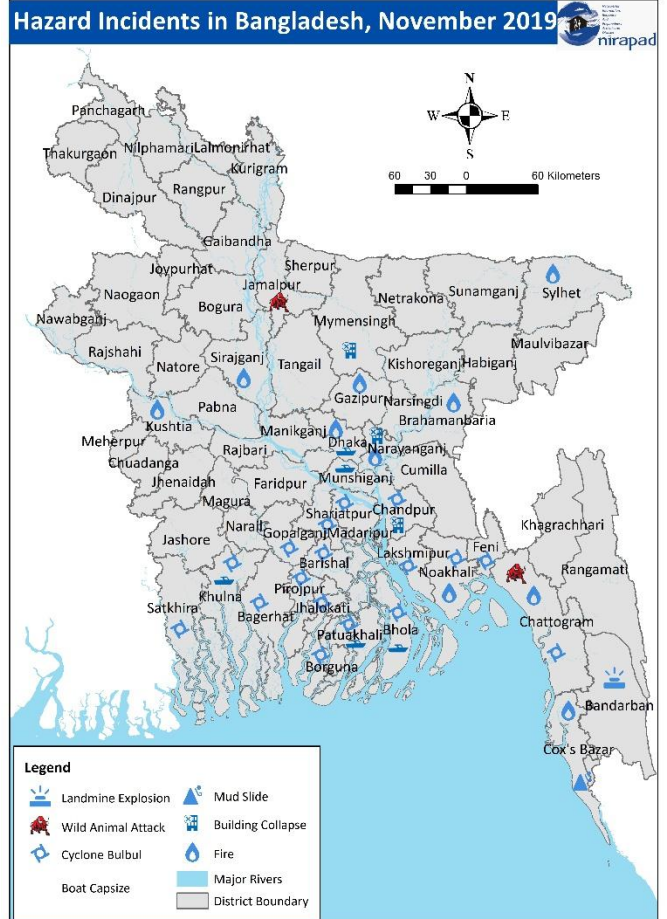 Hazard Incidents in Bangladesh, November 2019
nirapad
N
W E
S
60 30 0 60 Kilometers
Panchagarh
Thakurgaon
Nilphamari
Lalmonirhat
Kurigram
Dinajpur
Rangpur
Gaibandha
Joypurhat
Sherpur
Jamalpur
Naogaon
Bogura
Netrakona
Sunamganj
Sylhet
Nawabganj
Mymensingh
Rajshahi
Sirajganj
Natore
Tangail
Kishoreganj
Habiganj
Maulvibazar
Pabna
Gazipur
Narsingdi
Kushtia
Brahamanbaria
Manikganj
Dhaka
Meherpur
Rajbari
Narayanganj
Chuadanga
Cumilla
Jhenaidah
Faridpur
Munshiganj
Magura
Shariatpur
Chandpur
Narail
Gopalganj
Madaripur
Khagrachhari
Jashore
Feni
Lakshmipur
Barishal
Noakhali
Rangamati
Pirojpur
Khulna
Satkhira
Bagerhat
Jhalokati
Chattogram
Patuakhali
Bhola
Borguna
Bandarban
Cox's Bazar
Legend
Landmine Explosion
Mud Slide
Wild Animal Attack
Building Collapse
Cyclone Bulbul
Fire
Boat Capsize
Major Rivers
District Boundary